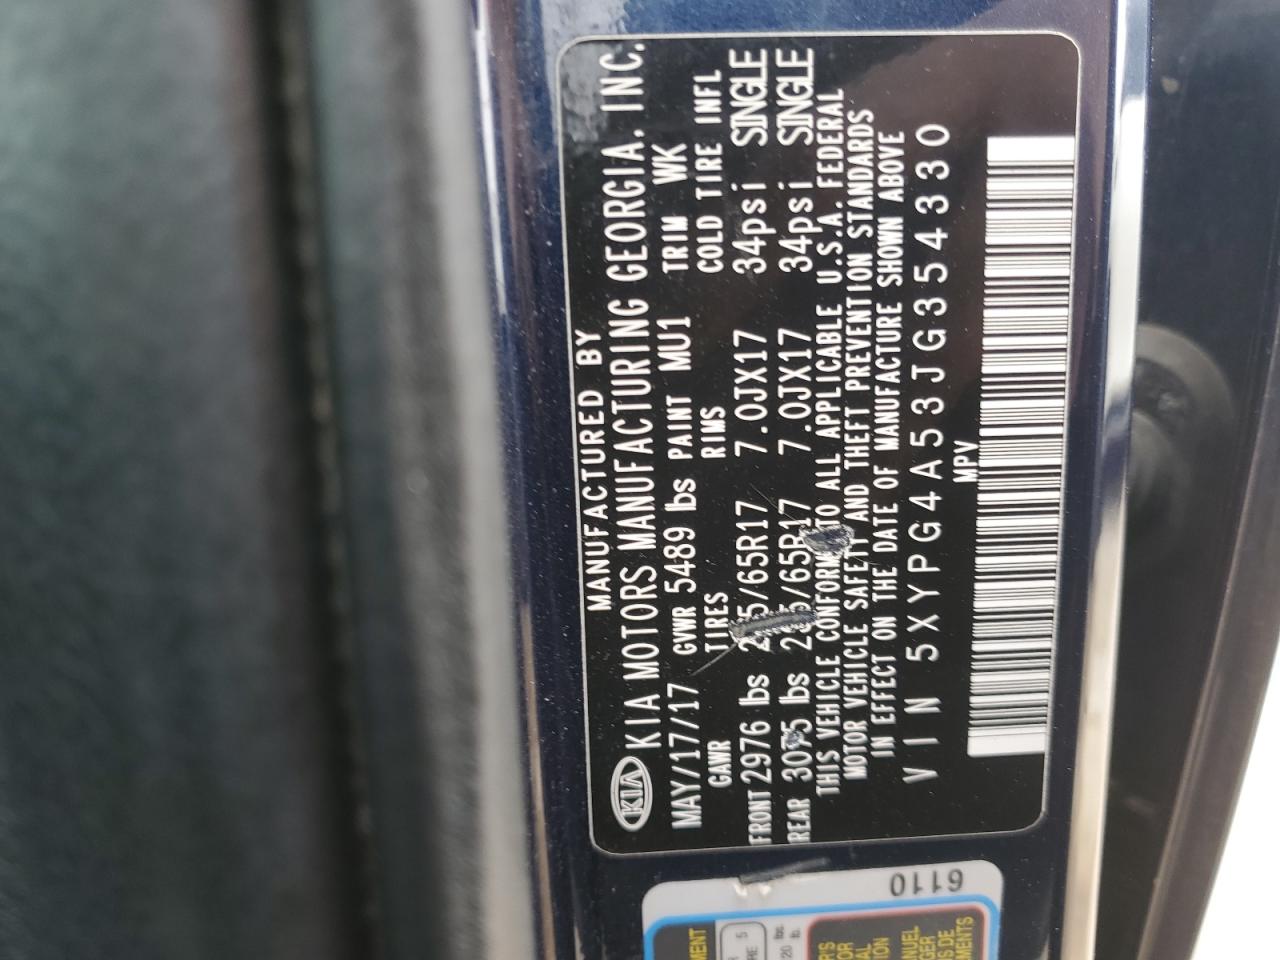 MANUFACTURED BY
KIA KIA MOTORS MANUFACTURING GEORGIA, INC.
MAY/17/17 GVWR 5489 lbs PAINT MU1 TRIM WK
GAWR TIRES RIMS COLD TIRE INFL
FRONT 2976 lbs /65R17 7.0JX17 34psi SINGLE
REAR lbs /65R17 7.0JX17 34psi SINGLE
THIS VEHICLE CONFORMS TO ALL APPLICABLE U.S.A. FEDERAL
MOTOR VEHICLE SAFETY AND THEFT PREVENTION STANDARDS
IN EFFECT ON THE DATE OF MANUFACTURE SHOWN ABOVE
VIN 5XYPG4A53JG354330
MPV
6110